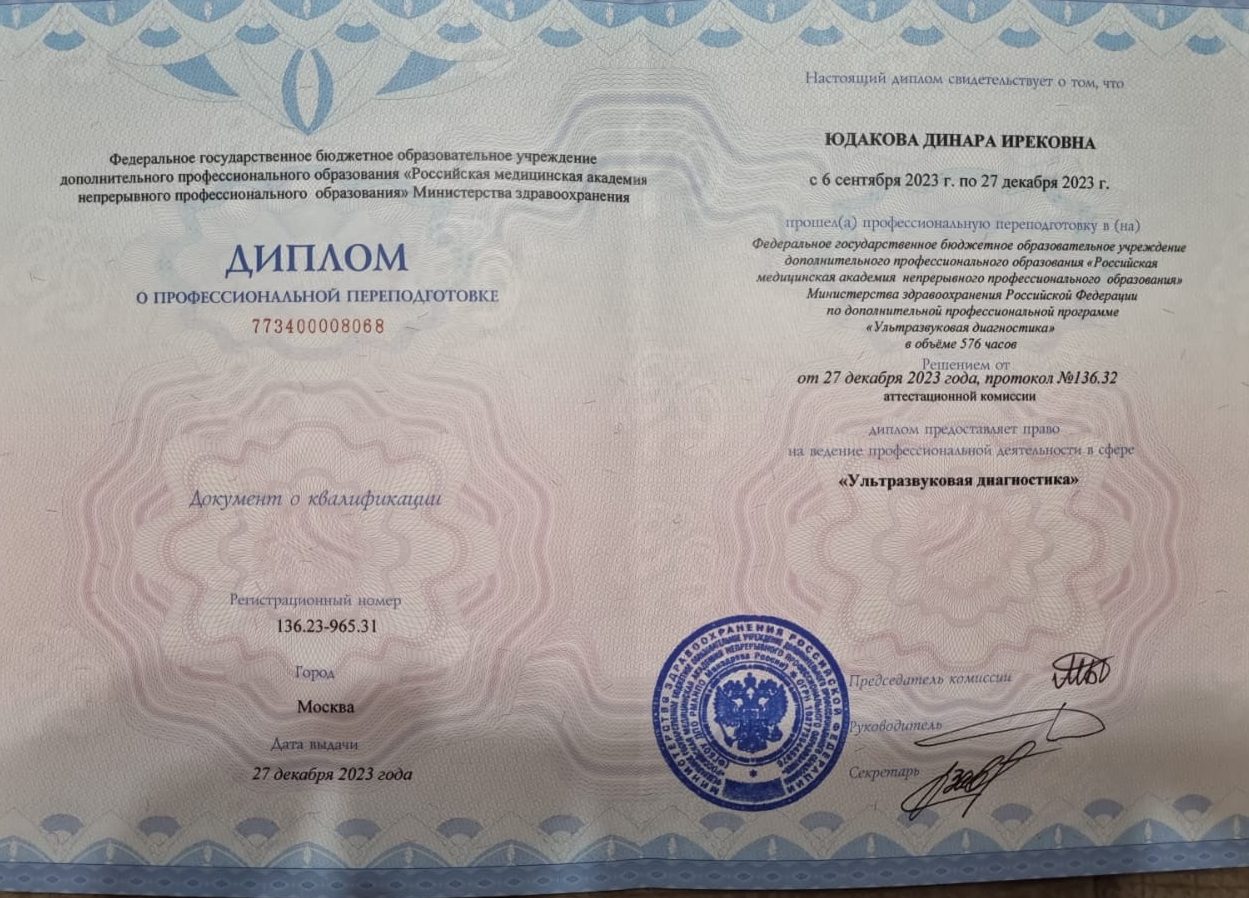 Федеральное государственное бюджетное образовательное учреждение
дополнительного профессионального образования «Российская медицинская академия
непрерывного профессионального образования» Министерства здравоохранения
ДИПЛОМ
О ПРОФЕССИОНАЛЬНОЙ ПЕРЕПОДГОТОВКЕ
773400008068
Документ о квалификации
Регистрационный номер
136.23-965.31
Город
Москва
Дата выдачи
27 декабря 2023 года
Настоящий диплом свидетельствует о том, что
ЮДАКОВА ДИНАРА ИРЕКОВНА
с 6 сентября 2023 г. по 27 декабря 2023 г.
прошел(а) профессиональную переподготовку в (на)
Федеральное государственное бюджетное образовательное учреждение
дополнительного профессионального образования «Российская
медицинская академия непрерывного профессионального образования»
Министерства здравоохранения Российской Федерации
по дополнительной профессиональной программе
«Ультразвуковая диагностика»
в объёме 576 часов
Решением от
от 27 декабря 2023 года, протокол №136.32
аттестационной комиссии
диплом предоставляет право
на ведение профессиональной деятельности в сфере
«Ультразвуковая диагностика»
МИНИСТЕРСТВО ЗДРАВООХРАНЕНИЯ РОССИЙСКОЙ ФЕДЕРАЦИИ
Председатель комиссии
Руководитель
Секретарь